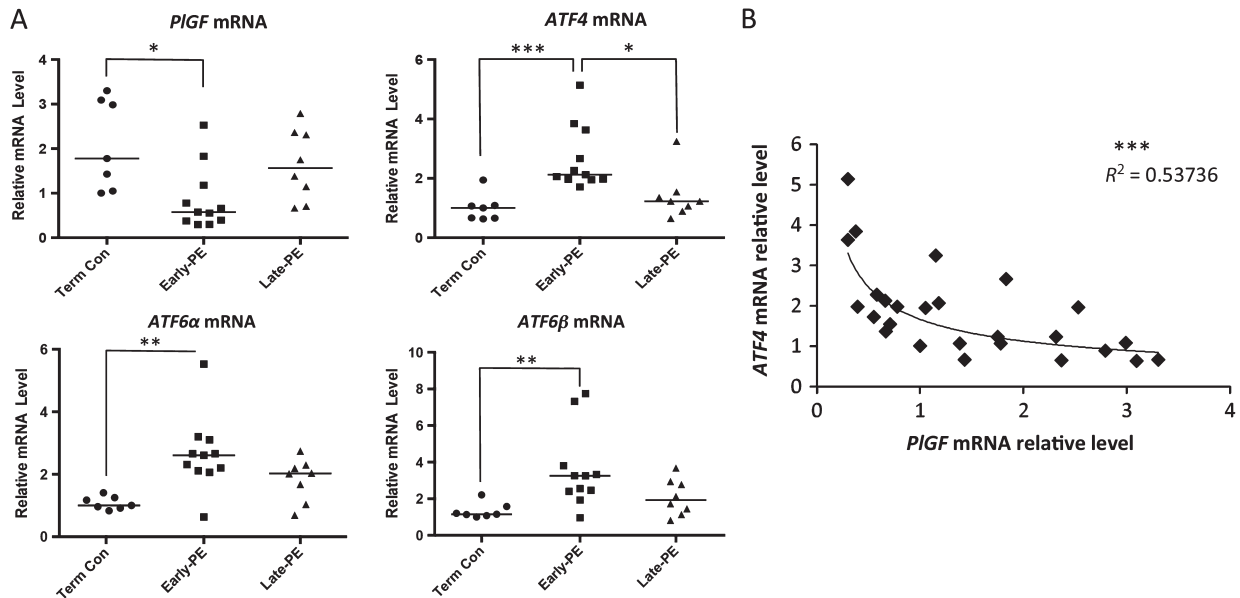 A
PlGF mRNA
*
Relative mRNA Level
4
3
2
1
0
Term Con
Early-PE
Late-PE
ATF4 mRNA
***
*
Relative mRNA Level
6
4
2
0
Term Con
Early-PE
Late-PE
ATF6α mRNA
**
Relative mRNA Level
6
4
2
0
Term Con
Early-PE
Late-PE
ATF6β mRNA
**
Relative mRNA Level
10
8
6
4
2
0
Term Con
Early-PE
Late-PE
B
***
R² = 0.53736
ATF4 mRNA relative level
6
5
4
3
2
1
0
0 1 2 3 4
PlGF mRNA relative level